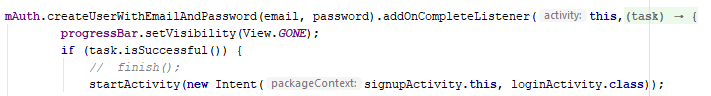 mAuth.createUserWithEmailAndPassword(email, password).addOnCompleteListener( activity: this,(task) → {
progressBar.setVisibility(View.GONE);
if (task.isSuccessful()) {
// finish();
startActivity(new Intent( packageContext: signupActivity.this, loginActivity.class));